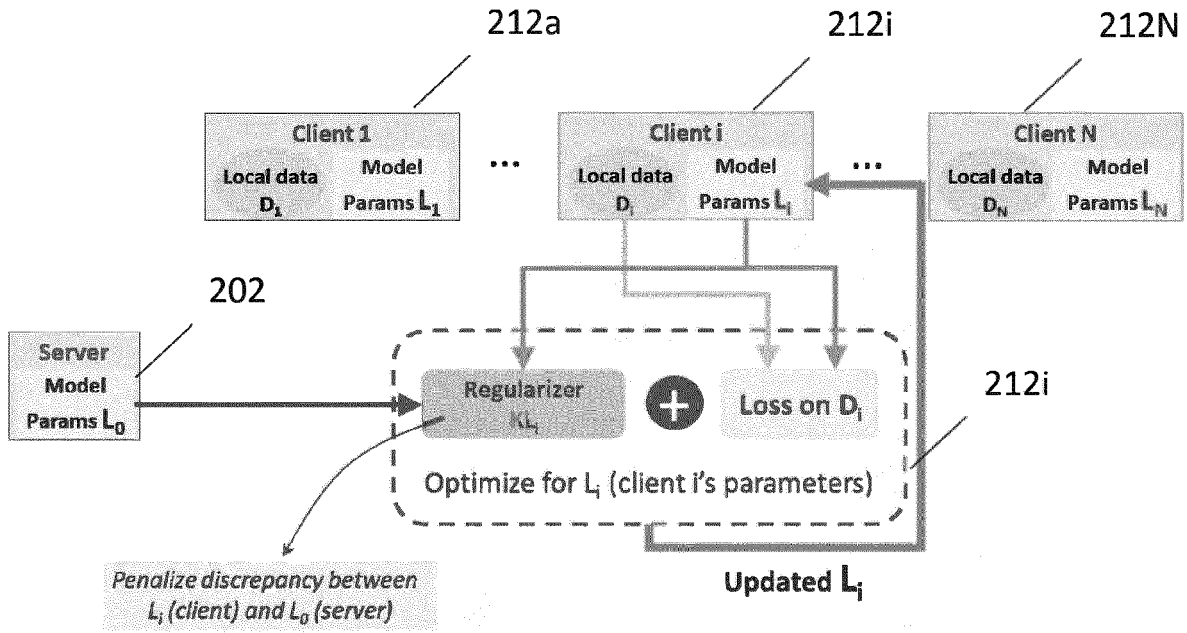 212a
212i
212N
Client 1
Local data
D₁
Model
Params L₁
...
Client i
Local data
Dᵢ
Model
Params Lᵢ
...
Client N
Local data
D_N
Model
Params L_N
202
Server
Model
Params L₀
Regularizer
KLᵢ
+
Loss on Dᵢ
212i
Optimize for Lᵢ (client i's parameters)
Penalize discrepancy between
Lᵢ (client) and L₀ (server)
Updated Lᵢ